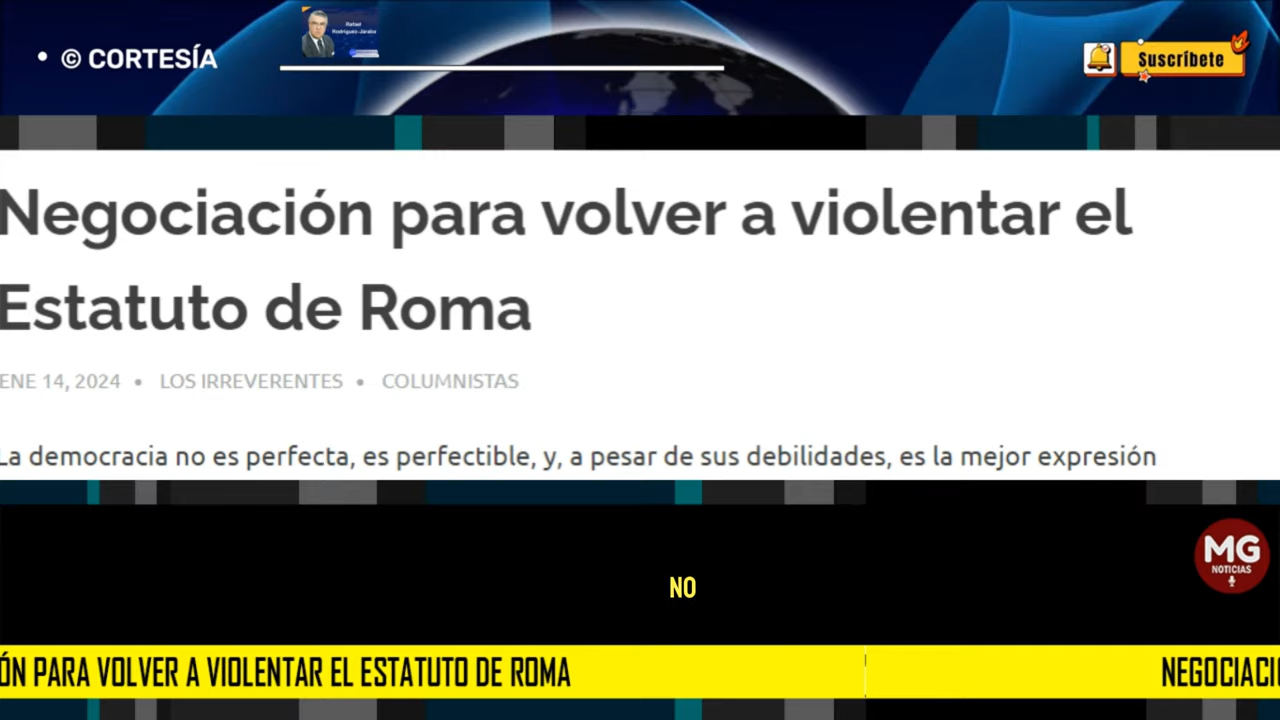 • © CORTESÍA
Rafael
Rodríguez-Jaraba
Suscríbete
Negociación para volver a violentar el
Estatuto de Roma
ENE 14, 2024 • LOS IRREVERENTES • COLUMNISTAS
La democracia no es perfecta, es perfectible, y, a pesar de sus debilidades, es la mejor expresión
MG
NOTICIAS
NO
ÓN PARA VOLVER A VIOLENTAR EL ESTATUTO DE ROMA
NEGOCIACI